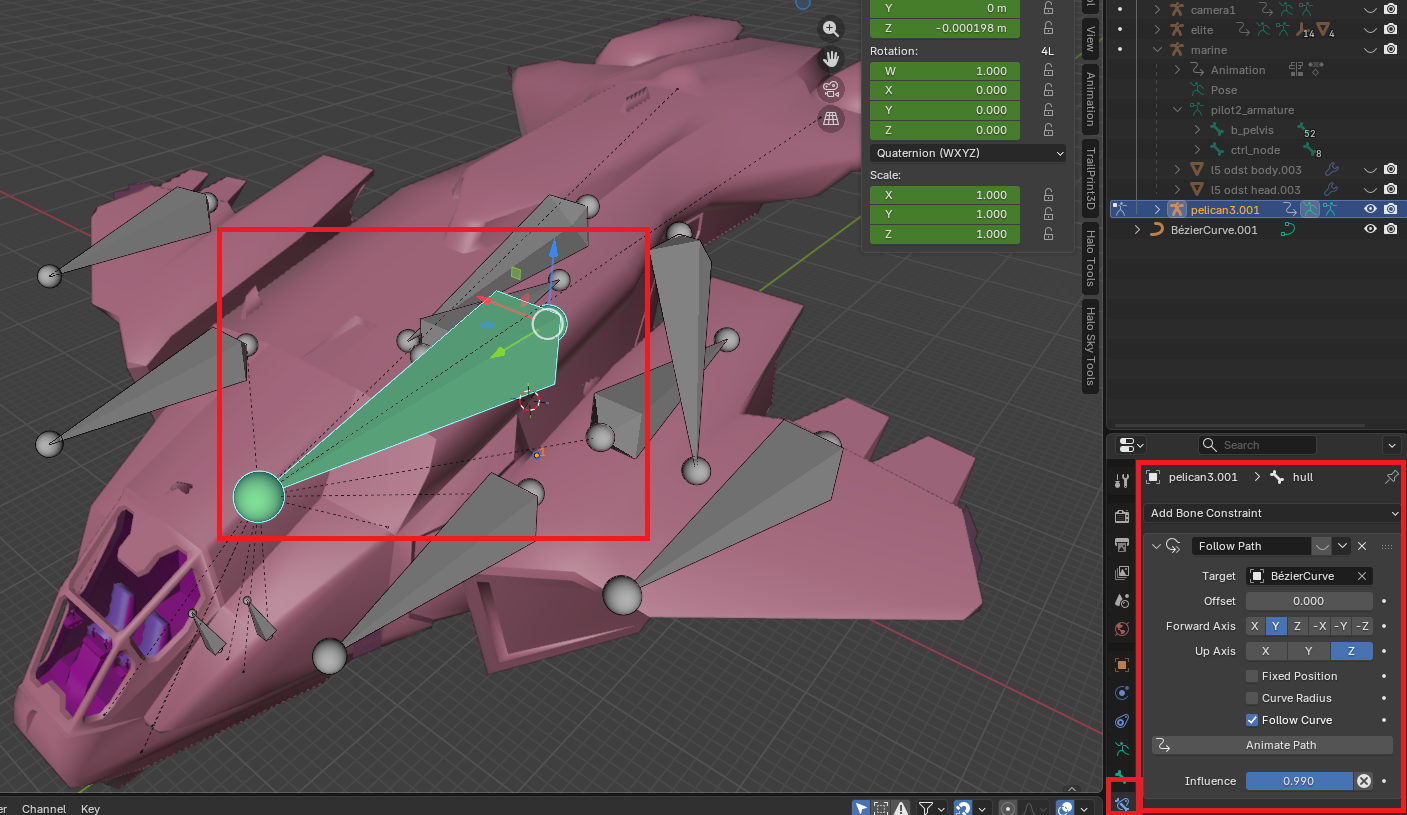 Y 0 m
Z -0.000198 m
Rotation: 4L
W 1.000
X 0.000
Y 0.000
Z 0.000
Quaternion (WXYZ)
Scale:
X 1.000
Y 1.000
Z 1.000
View
Animation
TrailPrint3D
Halo Tools
Halo Sky Tools
camera1
elite 14 4
marine
Animation
Pose
pilot2_armature
b_pelvis 52
ctrl_node 8
l5 odst body.003
l5 odst head.003
pelican3.001
BézierCurve.001
Search
pelican3.001 hull
Add Bone Constraint
Follow Path
Target BézierCurve
Offset 0.000
Forward Axis X Y Z -X -Y -Z
Up Axis X Y Z
Fixed Position
Curve Radius
Follow Curve
Animate Path
Influence 0.990
Channel Key